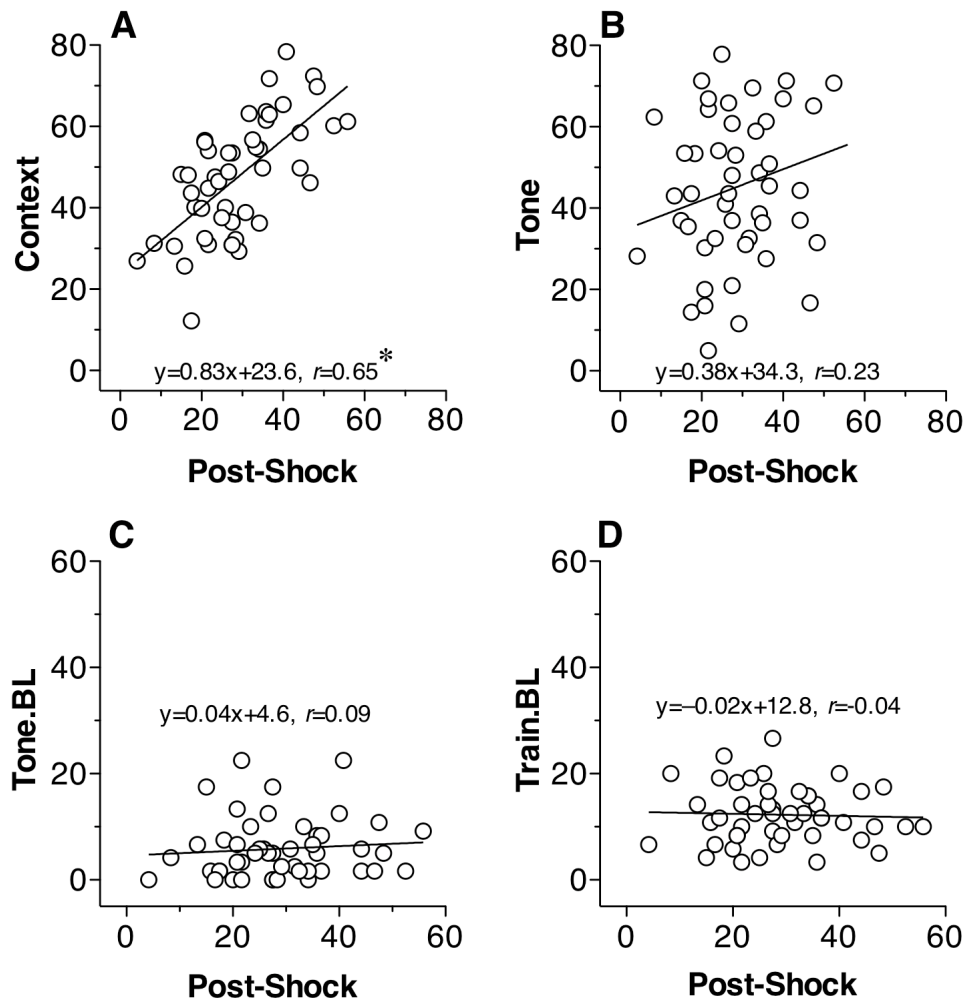 A
80
60
40
20
0
Context
y=0.83x+23.6, r=0.65*
0 20 40 60 80
Post-Shock
B
80
60
40
20
0
Tone
y=0.38x+34.3, r=0.23
0 20 40 60 80
Post-Shock
C
60
40
20
0
Tone.BL
y=0.04x+4.6, r=0.09
0 20 40 60
Post-Shock
D
60
40
20
0
Train.BL
y=–0.02x+12.8, r=-0.04
0 20 40 60
Post-Shock